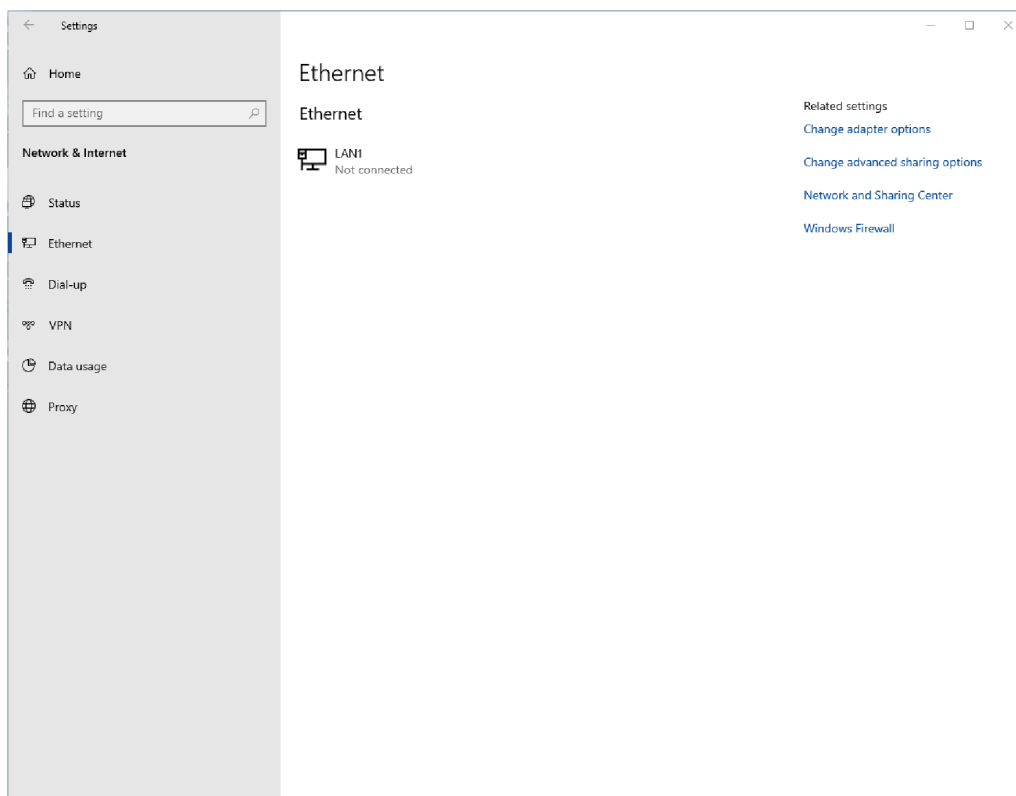 Settings
Home
Find a setting
Network & Internet
Status
Ethernet
Dial-up
VPN
Data usage
Proxy
Ethernet
Ethernet
LAN1
Not connected
Related settings
Change adapter options
Change advanced sharing options
Network and Sharing Center
Windows Firewall